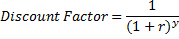 Discount Factor = 1 / (1 + r)^y